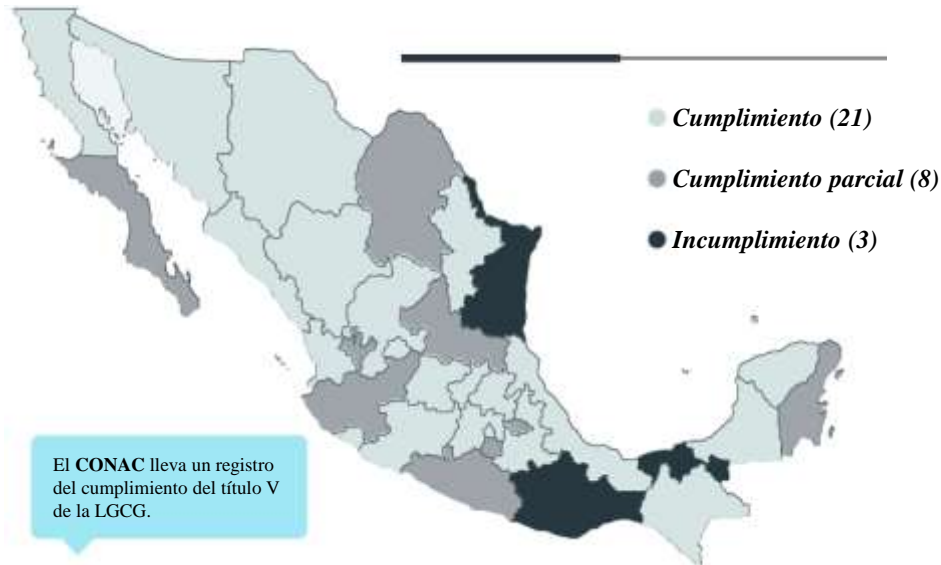 Cumplimiento (21)
Cumplimiento parcial (8)
Incumplimiento (3)
El CONAC lleva un registro
del cumplimiento del título V
de la LGCG.